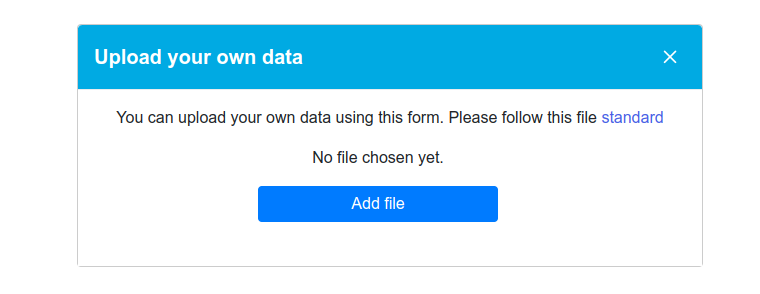 Upload your own data
You can upload your own data using this form. Please follow this file standard
No file chosen yet.
Add file